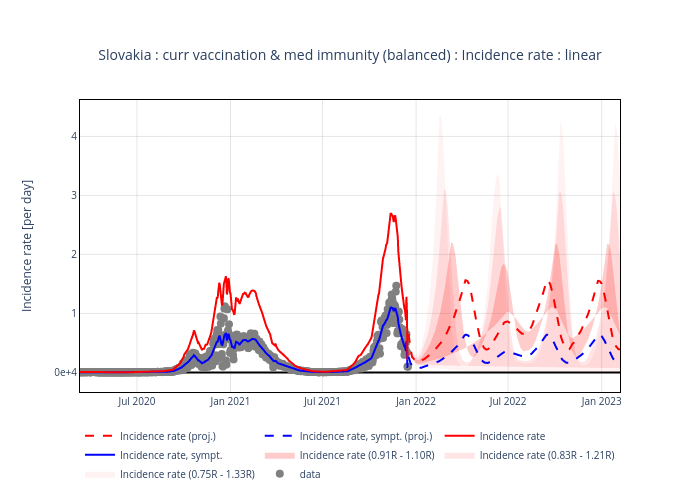 Slovakia : curr vaccination & med immunity (balanced) : Incidence rate : linear
Incidence rate [per day]
4
3
2
1
0e+4
Jul 2020
Jan 2021
Jul 2021
Jan 2022
Jul 2022
Jan 2023
Incidence rate (proj.)
Incidence rate, sympt. (proj.)
Incidence rate
Incidence rate, sympt.
Incidence rate (0.91R - 1.10R)
Incidence rate (0.83R - 1.21R)
Incidence rate (0.75R - 1.33R)
data